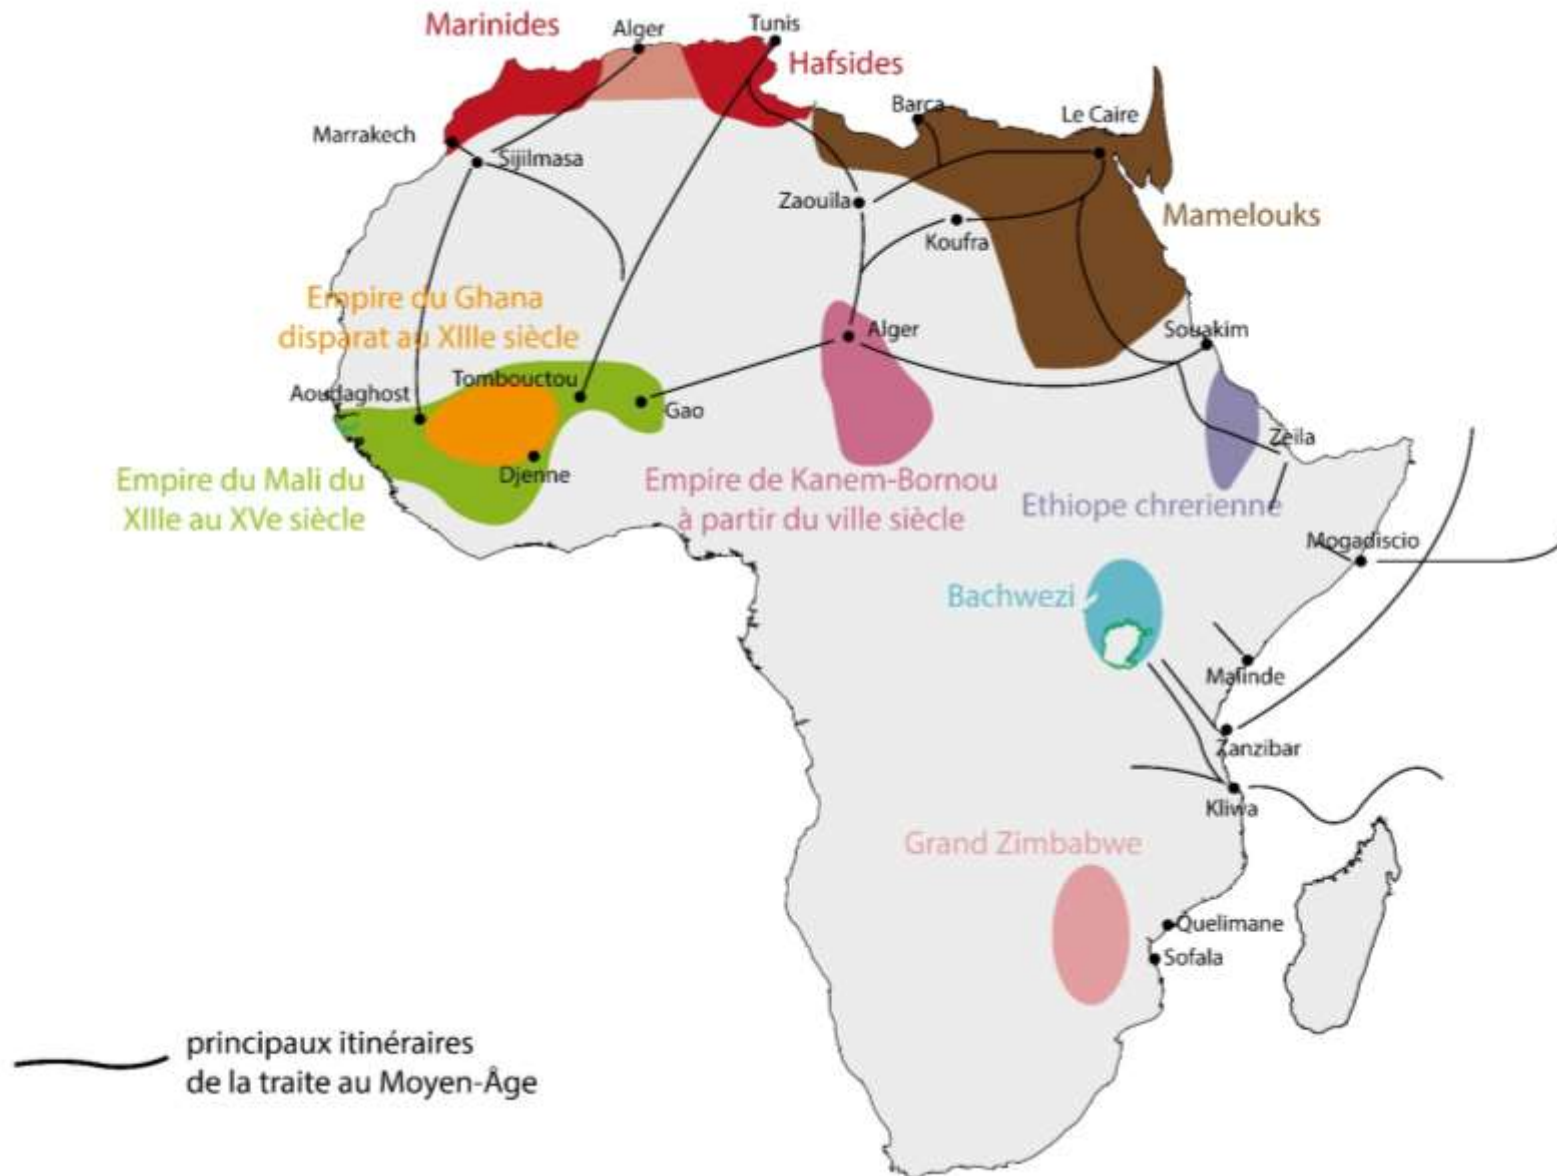 Marinides
Alger
Tunis
Hafsides
Barca
Le Caire
Marrakech
Sijilmasa
Zaouila
Koufra
Mamelouks
Empire du Ghana
disparat au XIIIe siècle
Alger
Souakim
Tombouctou
Aoudaghost
Gao
Zeila
Djenne
Empire du Mali du
XIIIe au XVe siècle
Empire de Kanem-Bornou
à partir du ville siècle
Ethiope chrerienne
Mogadiscio
Bachwezi
Malinde
Zanzibar
Kliwa
Grand Zimbabwe
Quelimane
Sofala
principaux itinéraires
de la traite au Moyen-Âge